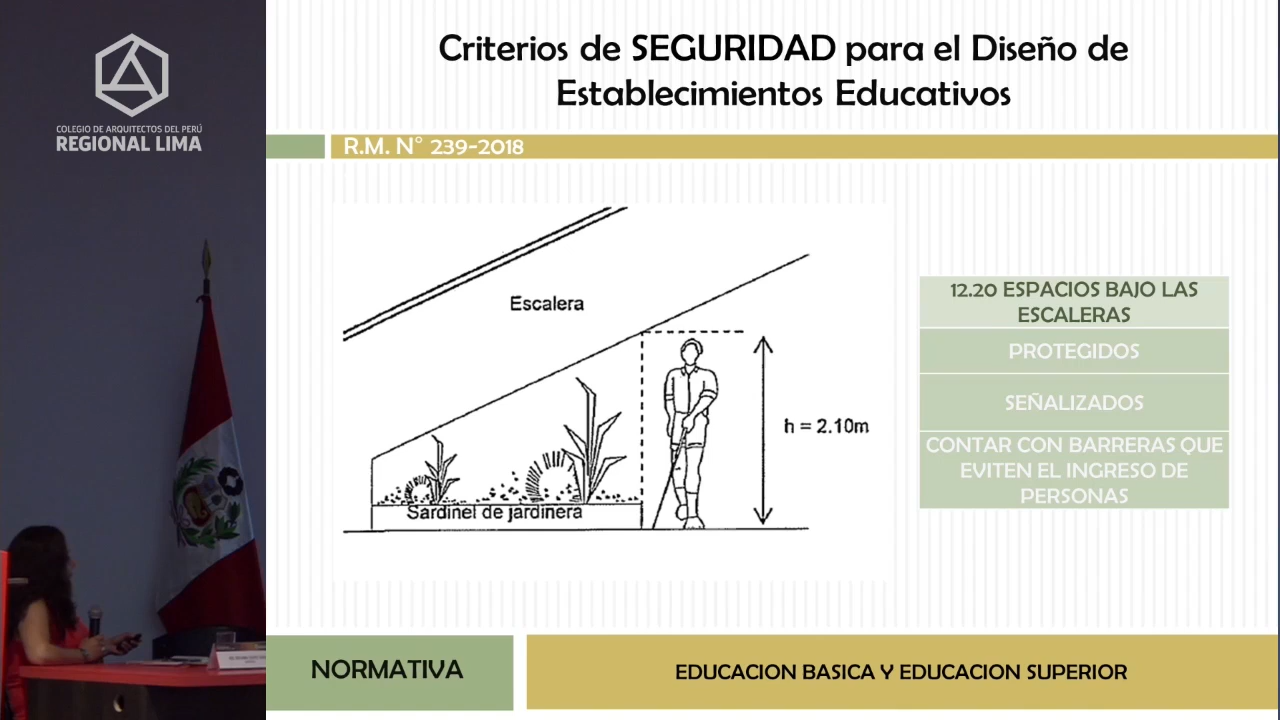 COLEGIO DE ARQUITECTOS DEL PERÚ
REGIONAL LIMA
Criterios de SEGURIDAD para el Diseño de
Establecimientos Educativos
R.M. N° 239-2018
Escalera
h = 2.10m
Sardinel de jardinera
12.20 ESPACIOS BAJO LAS
ESCALERAS
PROTEGIDOS
SEÑALIZADOS
CONTAR CON BARRERAS QUE
EVITEN EL INGRESO DE
PERSONAS
NORMATIVA
EDUCACION BASICA Y EDUCACION SUPERIOR